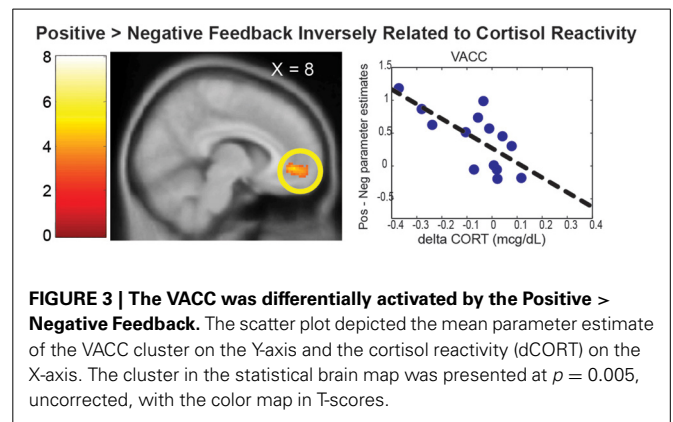 Positive > Negative Feedback Inversely Related to Cortisol Reactivity
8
6
4
2
0
X = 8
VACC
Pos - Neg parameter estimates
1.5
1
0.5
0
-0.5
-0.4 -0.3 -0.2 -0.1 0 0.1 0.2 0.3 0.4
delta CORT (mcg/dL)
FIGURE 3 | The VACC was differentially activated by the Positive >
Negative Feedback. The scatter plot depicted the mean parameter estimate
of the VACC cluster on the Y-axis and the cortisol reactivity (dCORT) on the
X-axis. The cluster in the statistical brain map was presented at p = 0.005,
uncorrected, with the color map in T-scores.